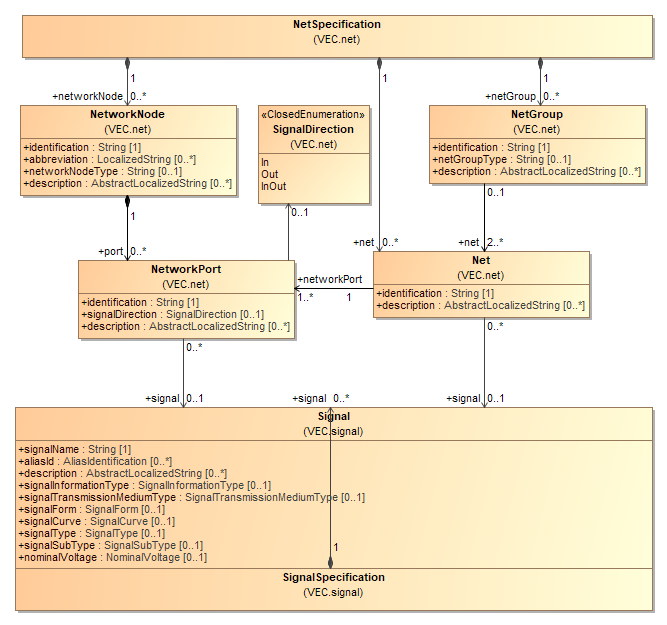 NetSpecification
(VEC.net)
1
1
1
+networkNode 0..*
+netGroup 0..*
NetworkNode
(VEC.net)
+identification : String [1]
+abbreviation : LocalizedString [0..*]
+networkNodeType : String [0..1]
+description : AbstractLocalizedString [0..*]
«ClosedEnumeration»
SignalDirection
(VEC.net)
In
Out
InOut
NetGroup
(VEC.net)
+identification : String [1]
+netGroupType : String [0..1]
+description : AbstractLocalizedString [0..*]
1
0..1
0..1
+port 0..*
+net 0..*
+net 2..*
NetworkPort
(VEC.net)
+identification : String [1]
+signalDirection : SignalDirection [0..1]
+description : AbstractLocalizedString [0..*]
+networkPort
1..* 1
Net
(VEC.net)
+identification : String [1]
+description : AbstractLocalizedString [0..*]
0..*
0..*
+signal 0..1
+signal 0..*
+signal 0..1
Signal
(VEC.signal)
+signalName : String [1]
+aliasId : AliasIdentification [0..*]
+description : AbstractLocalizedString [0..*]
+signalInformationType : SignalInformationType [0..1]
+signalTransmissionMediumType : SignalTransmissionMediumType [0..1]
+signalForm : SignalForm [0..1]
+signalCurve : SignalCurve [0..1]
+signalType : SignalType [0..1]
+signalSubType : SignalSubType [0..1]
+nominalVoltage : NominalVoltage [0..1]
1
SignalSpecification
(VEC.signal)